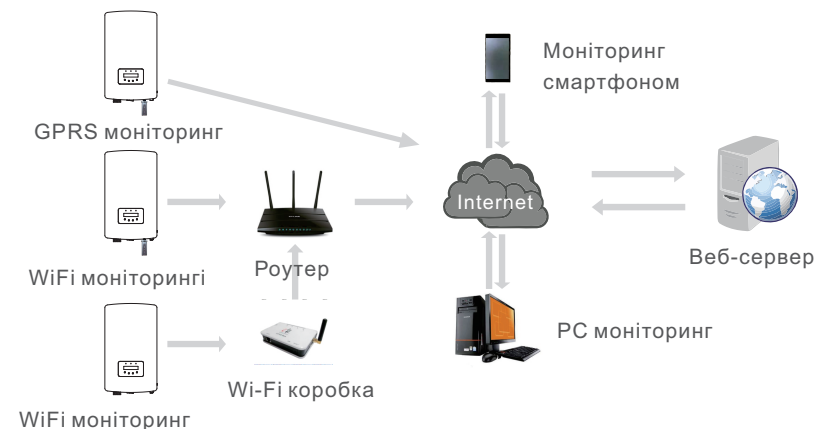 Моніторинг
смартфоном
GPRS моніторинг
Internet
WiFi моніторингі
Роутер
Веб-сервер
PC моніторинг
Wi-Fi коробка
WiFi моніторинг